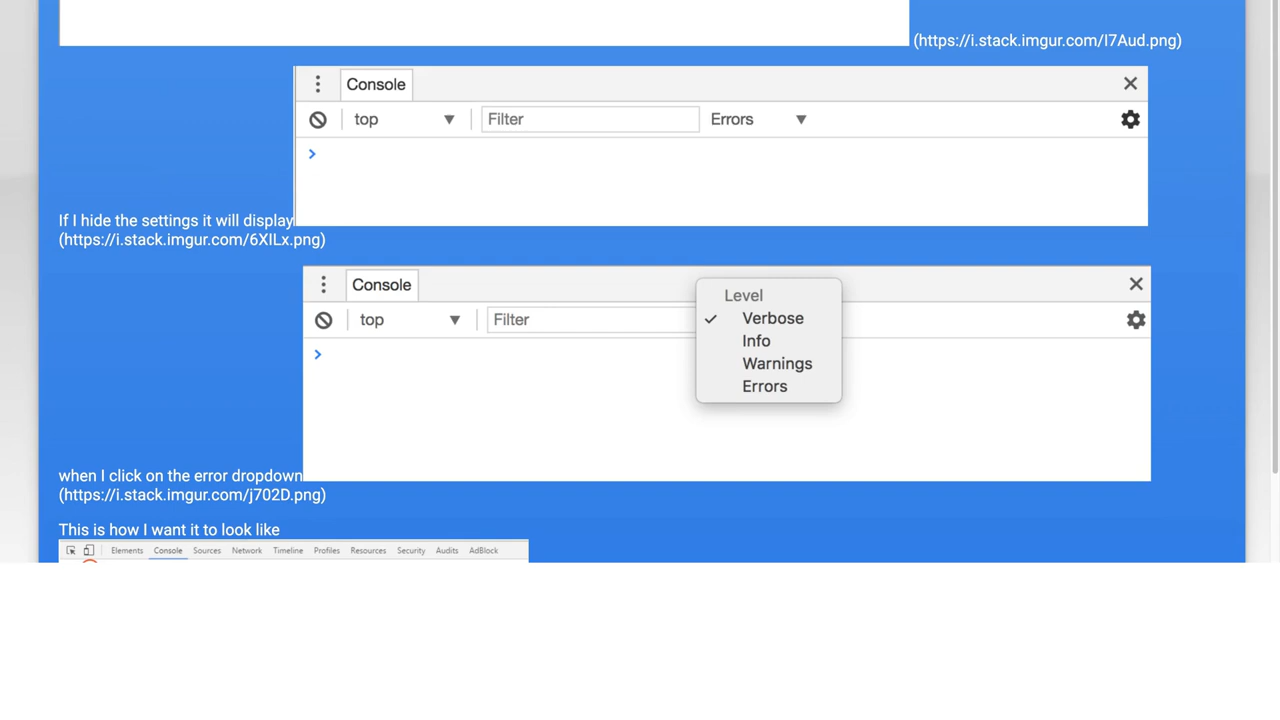 (https://i.stack.imgur.com/I7Aud.png)
Console
top Filter Errors
If I hide the settings it will display
(https://i.stack.imgur.com/6XILx.png)
Console
top Filter
Level
Verbose
Info
Warnings
Errors
when I click on the error dropdown
(https://i.stack.imgur.com/j702D.png)
This is how I want it to look like
Elements Console Sources Network Timeline Profiles Resources Security Audits AdBlock